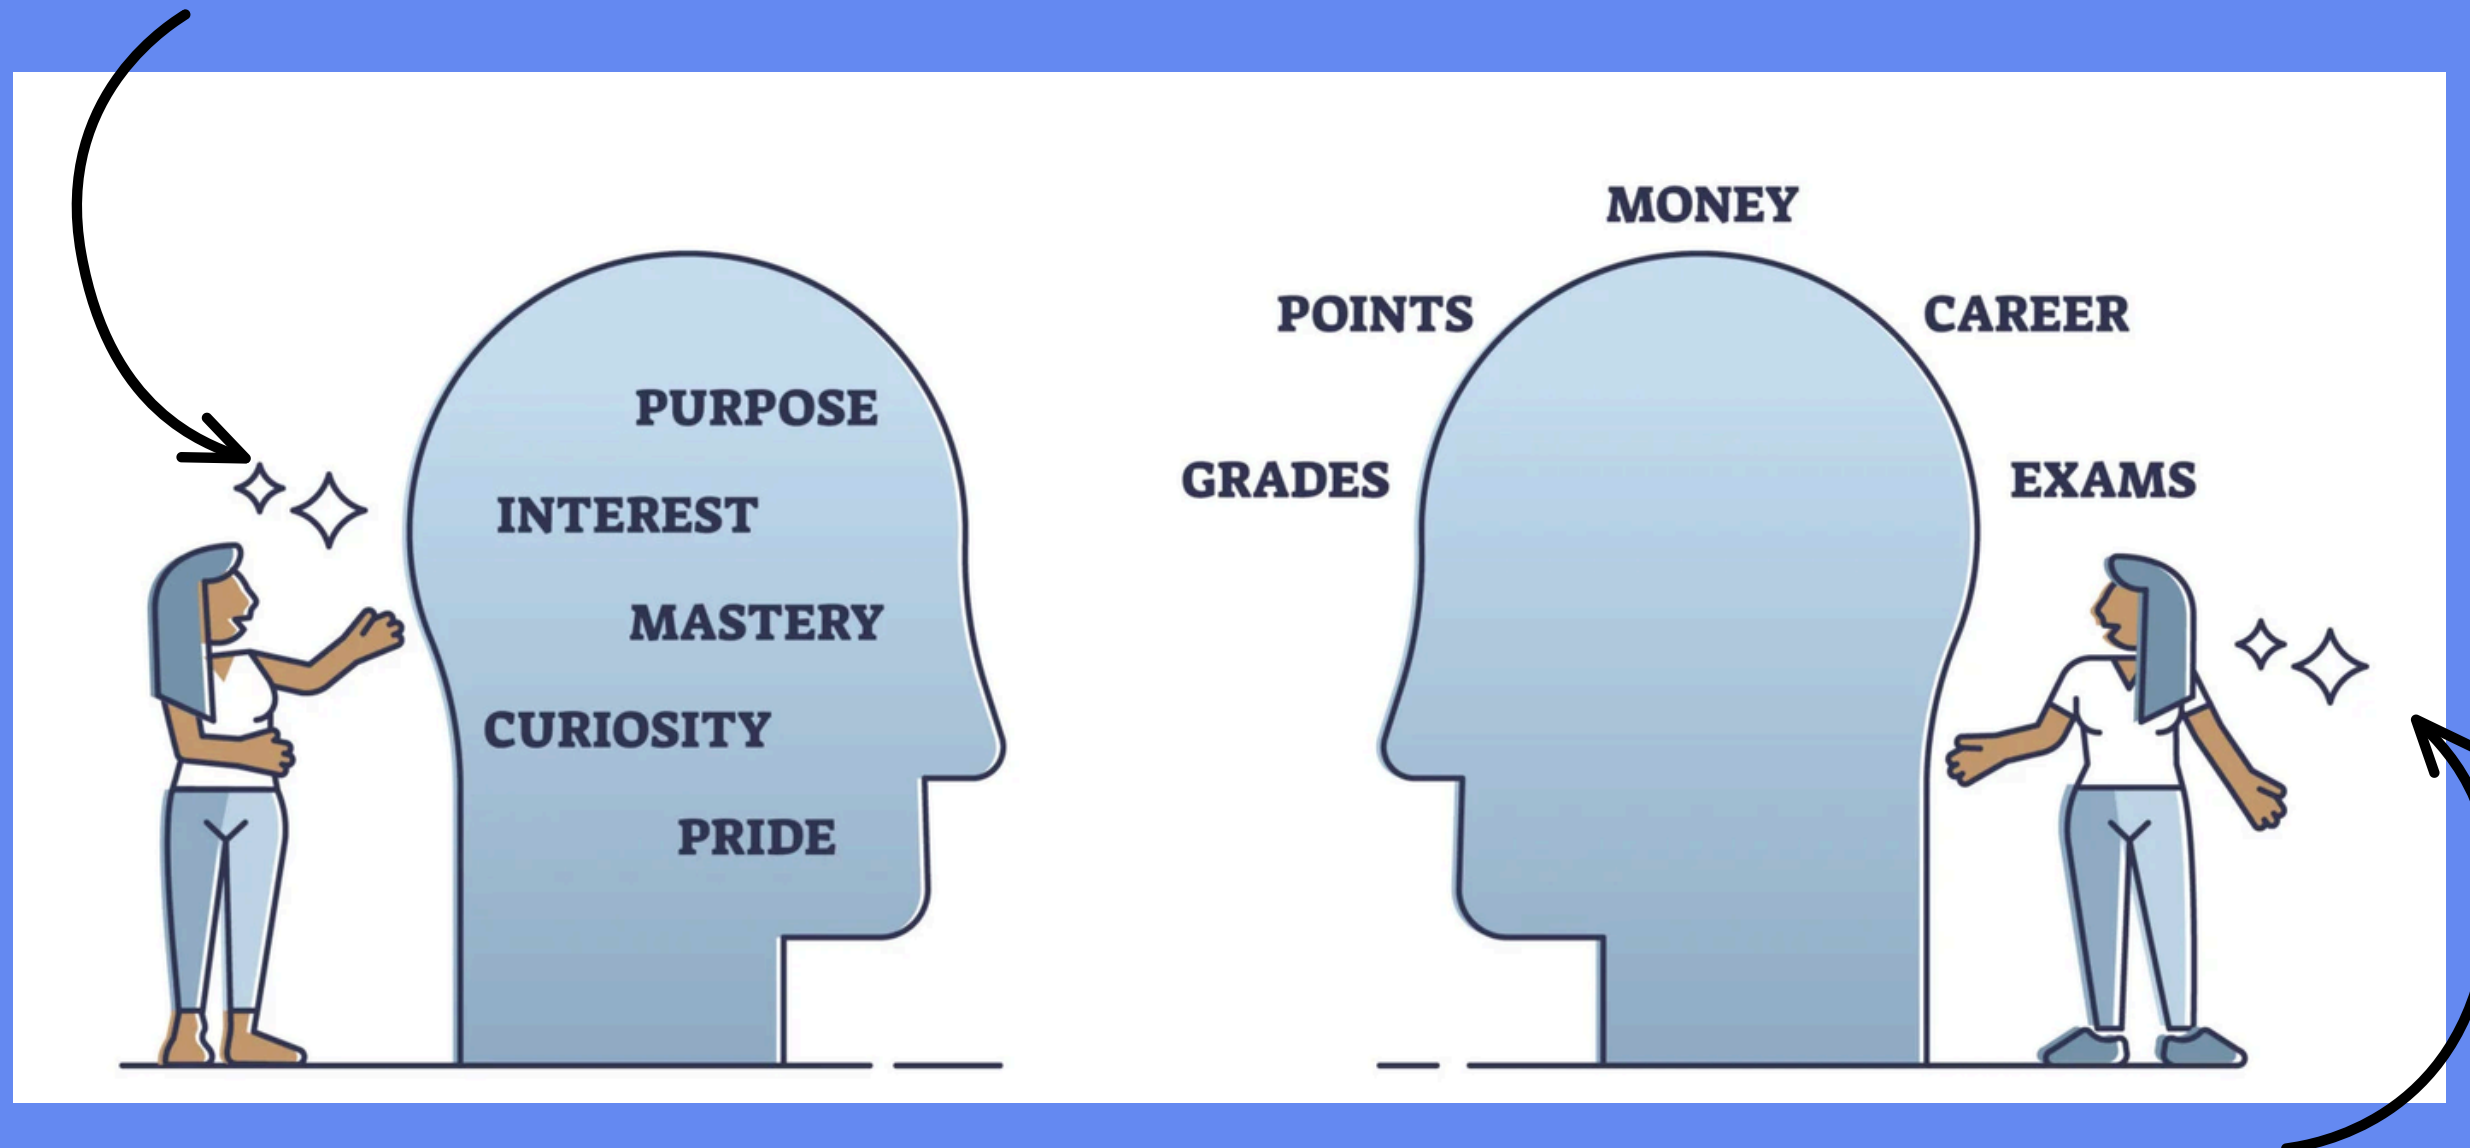 PURPOSE
INTEREST
MASTERY
CURIOSITY
PRIDE
MONEY
POINTS
CAREER
GRADES
EXAMS